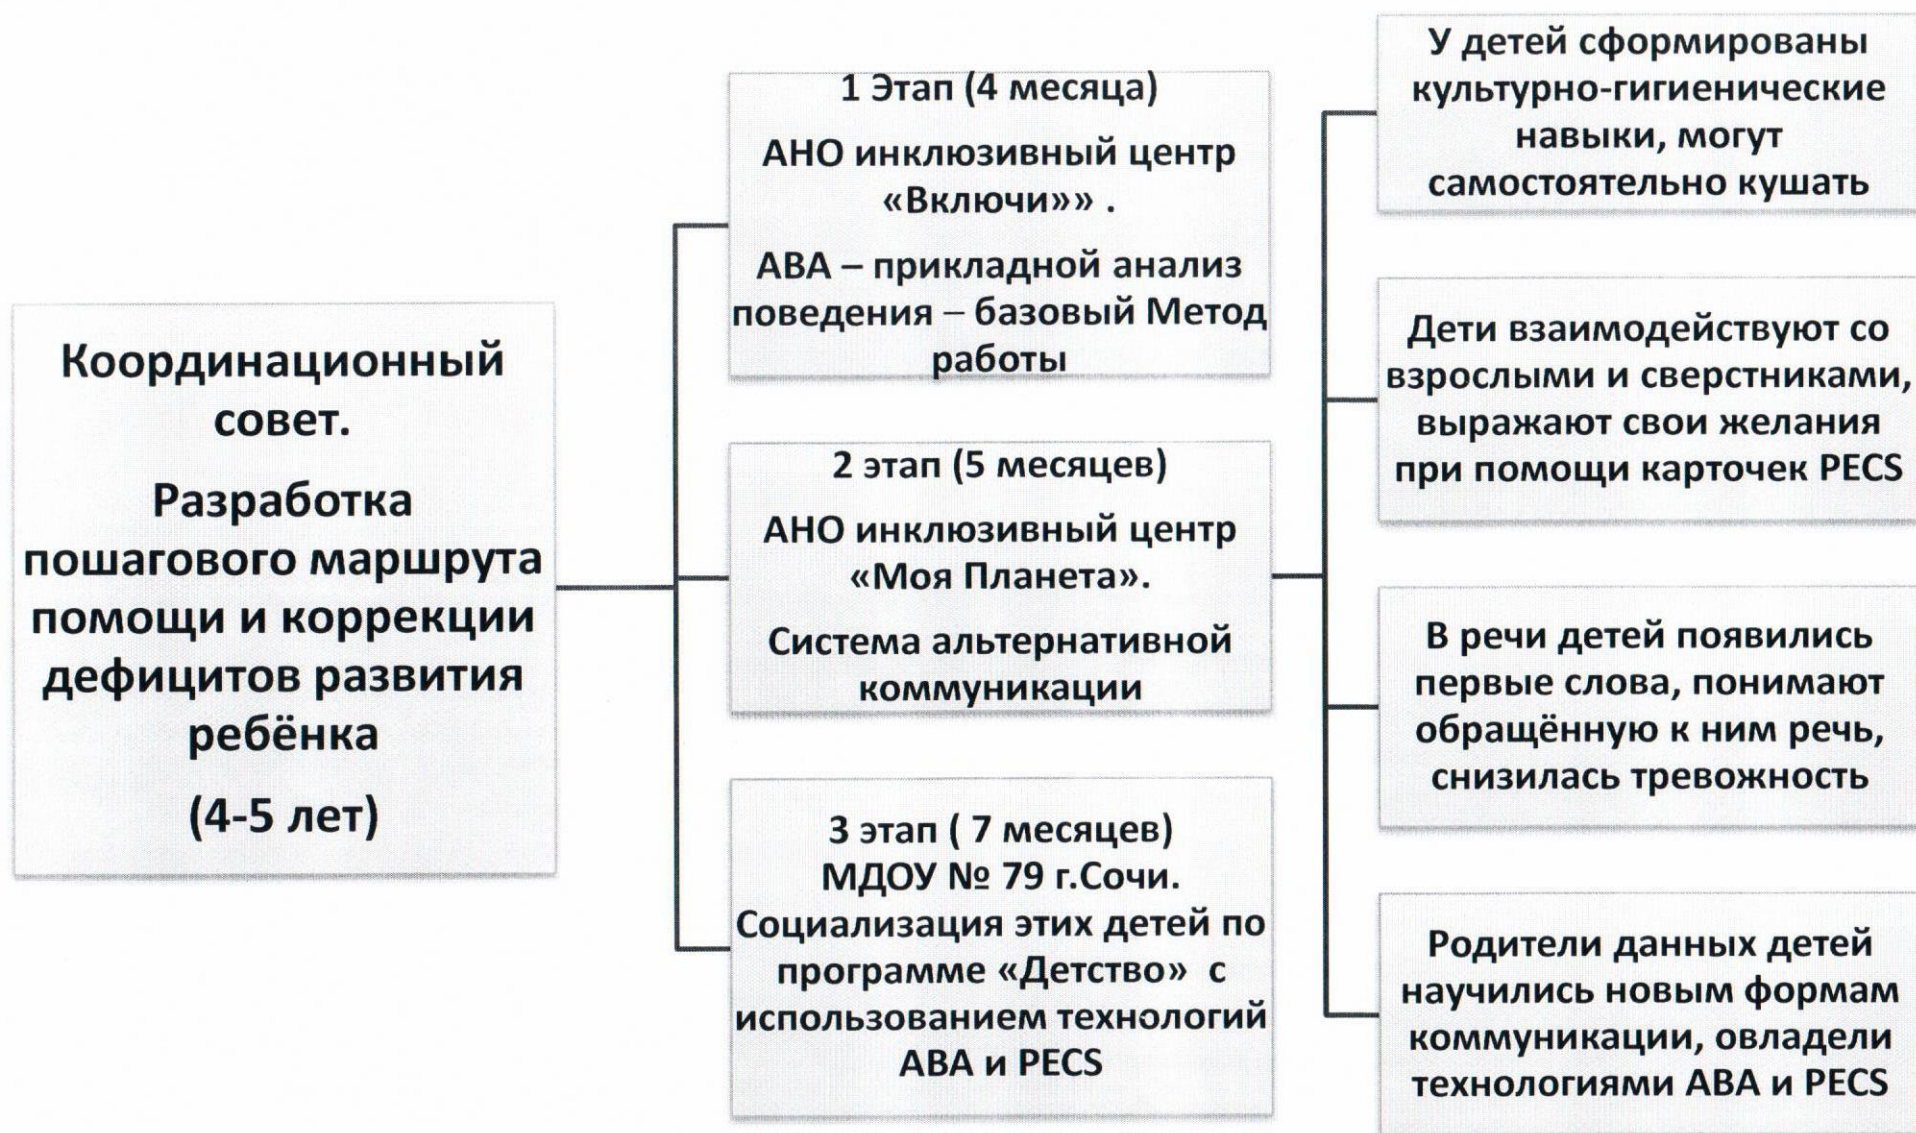 Координационный
совет.
Разработка
пошагового маршрута
помощи и коррекции
дефицитов развития
ребёнка
(4-5 лет)
1 Этап (4 месяца)
АНО инклюзивный центр
«Включи»» .
АВА – прикладной анализ
поведения – базовый Метод
работы
2 этап (5 месяцев)
АНО инклюзивный центр
«Моя Планета».
Система альтернативной
коммуникации
3 этап ( 7 месяцев)
МДОУ № 79 г.Сочи.
Социализация этих детей по
программе «Детство» с
использованием технологий
АВА и PECS
У детей сформированы
культурно-гигиенические
навыки, могут
самостоятельно кушать
Дети взаимодействуют со
взрослыми и сверстниками,
выражают свои желания
при помощи карточек PECS
В речи детей появились
первые слова, понимают
обращённую к ним речь,
снизилась тревожность
Родители данных детей
научились новым формам
коммуникации, овладели
технологиями АВА и PECS